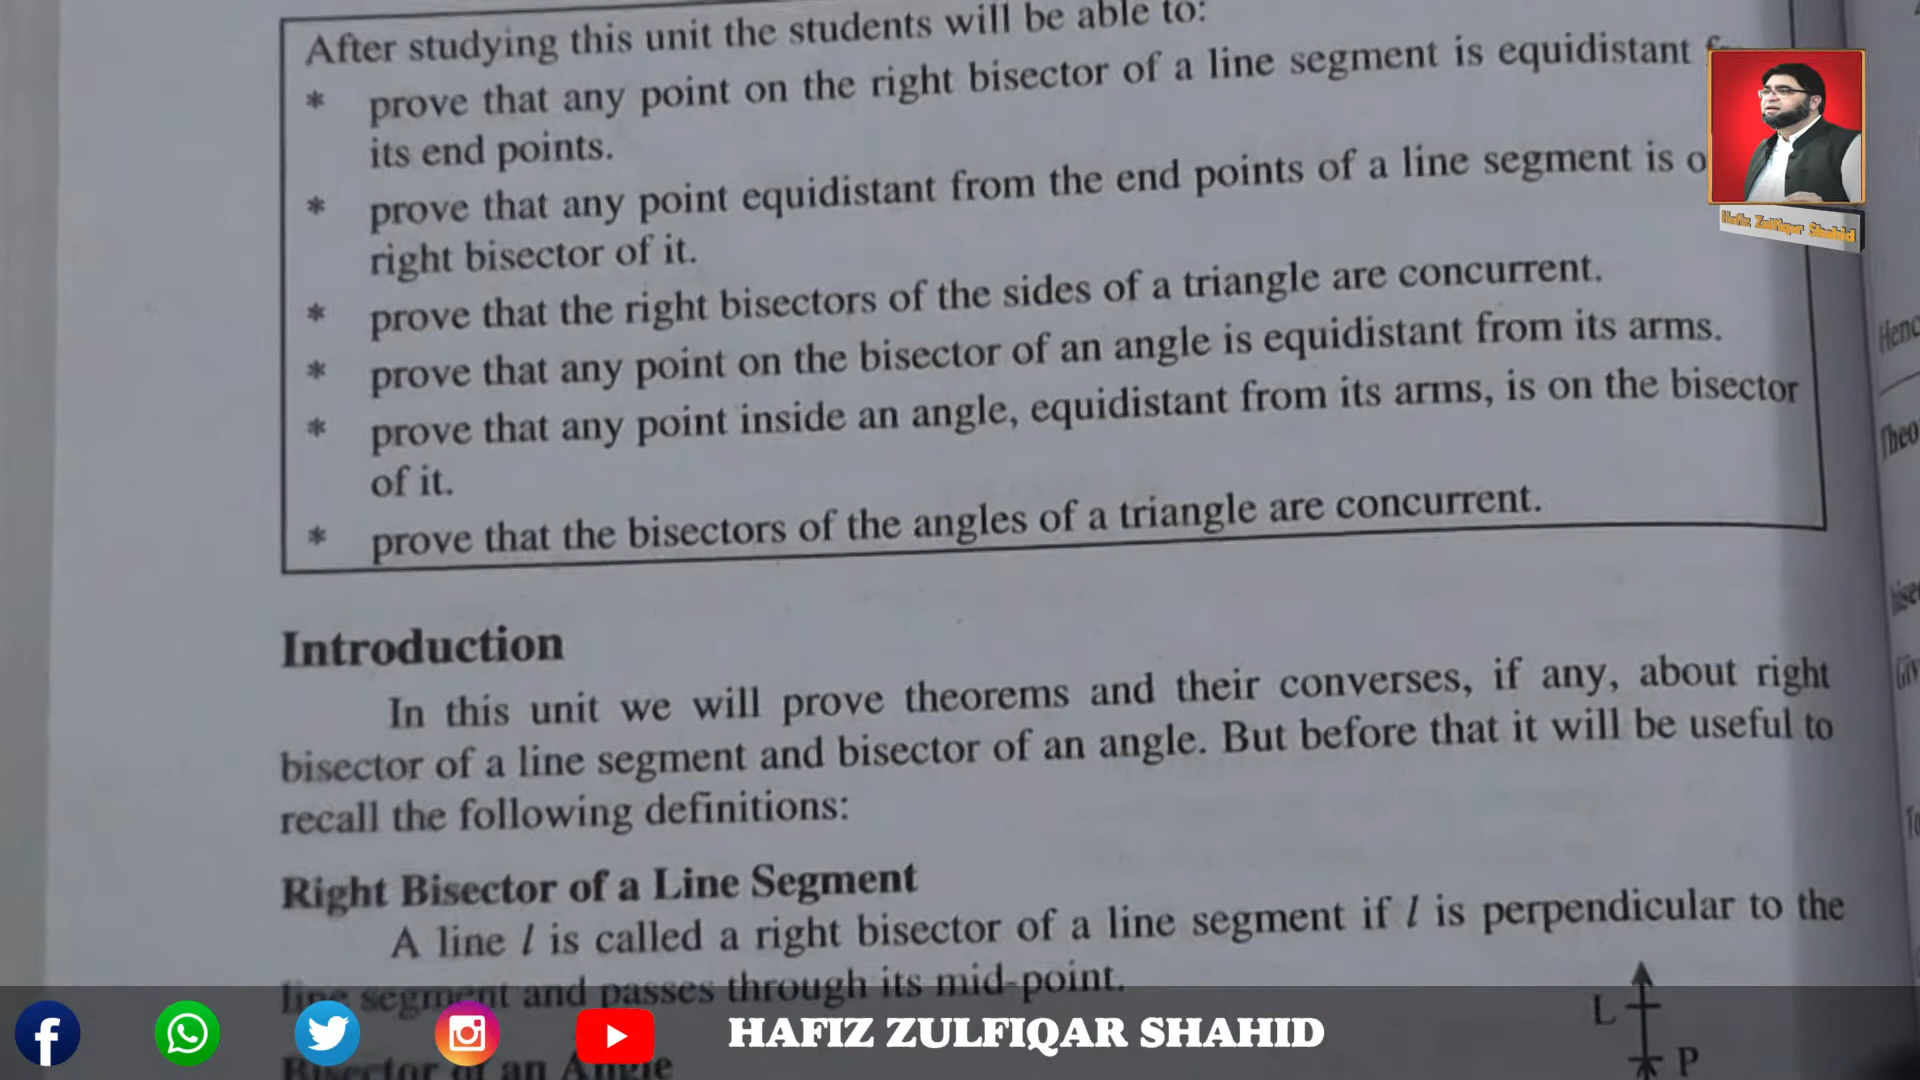 After studying this unit the students will be able to:
* prove that any point on the right bisector of a line segment is equidistant
its end points.
* prove that any point equidistant from the end points of a line segment is
right bisector of it.
* prove that the right bisectors of the sides of a triangle are concurrent.
* prove that any point on the bisector of an angle is equidistant from its arms.
* prove that any point inside an angle, equidistant from its arms, is on the bisector
of it.
* prove that the bisectors of the angles of a triangle are concurrent.
Introduction
In this unit we will prove theorems and their converses, if any, about right
bisector of a line segment and bisector of an angle. But before that it will be useful to
recall the following definitions:
Right Bisector of a Line Segment
A line l is called a right bisector of a line segment if l is perpendicular to the
line segment and passes through its mid-point.
Bisector of an Angle
L
P
Hafiz Zulfiqar Shahid
HAFIZ ZULFIQAR SHAHID